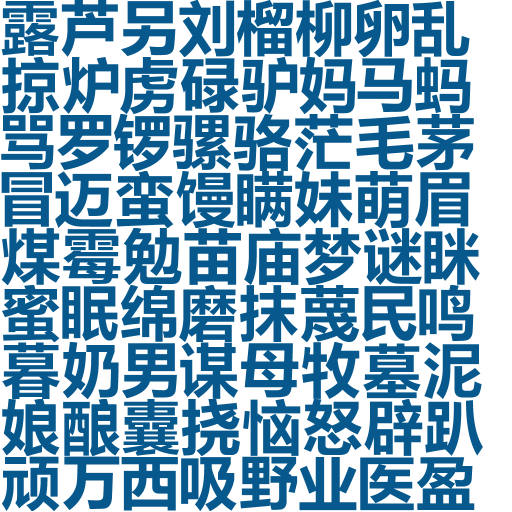 露芦另刘榴柳卵乱
掠炉虏碌驴妈马蚂
骂罗锣骡骆茫毛茅
冒迈蛮馒瞒妹萌眉
煤霉勉苗庙梦谜眯
蜜眠绵磨抹蔑民鸣
暮奶男谋母牧墓泥
娘酿囊挠恼怒辟趴
顽万西吸野业医盈